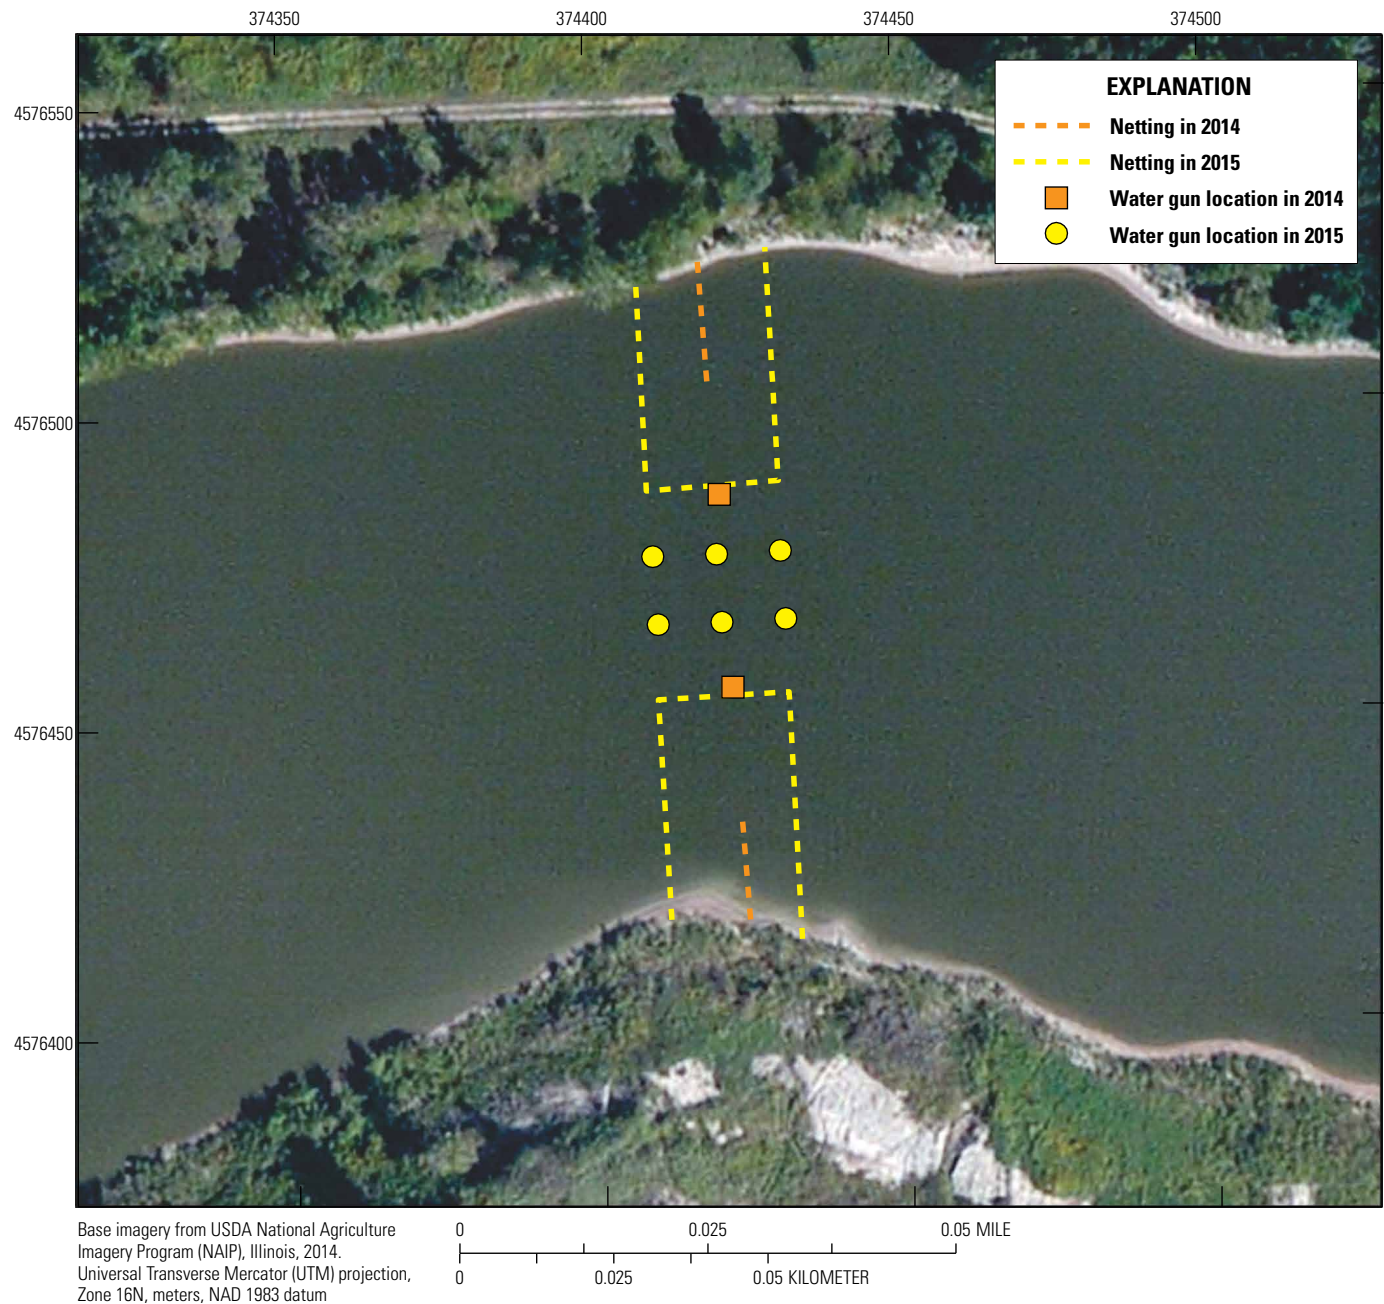 374350 374400 374450 374500
4576550
4576500
4576450
4576400
EXPLANATION
Netting in 2014
Netting in 2015
Water gun location in 2014
Water gun location in 2015
Base imagery from USDA National Agriculture
Imagery Program (NAIP), Illinois, 2014.
Universal Transverse Mercator (UTM) projection,
Zone 16N, meters, NAD 1983 datum
0 0.025 0.05 MILE
0 0.025 0.05 KILOMETER